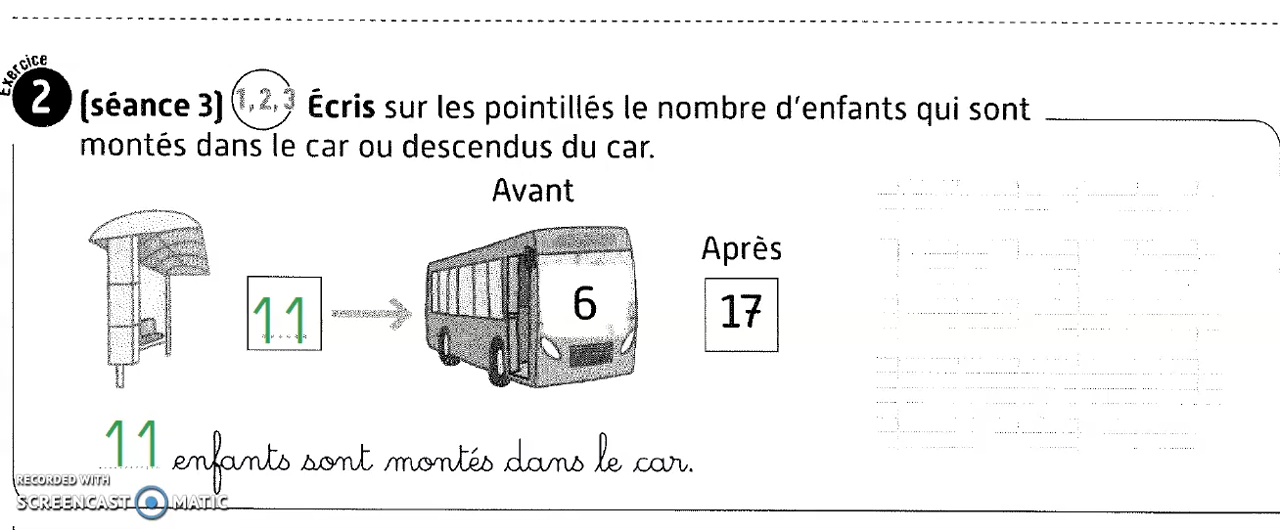 Exercice
2 (séance 3) 1, 2, 3 Écris sur les pointillés le nombre d'enfants qui sont
montés dans le car ou descendus du car.
Avant
Après
11 6 17
11 enfants sont montés dans le car.
RECORDED WITH
SCREENCAST MATIC